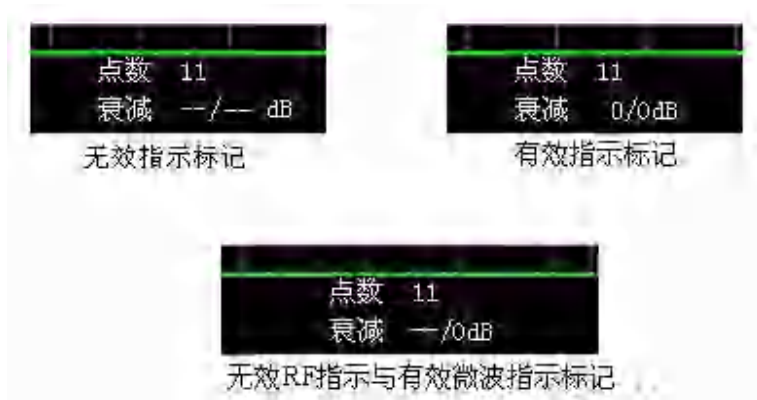 点数 11
衰减 --/-- dB
无效指示标记
点数 11
衰减 0/0dB
有效指示标记
点数 11
衰减 --/0dB
无效RF指示与有效微波指示标记